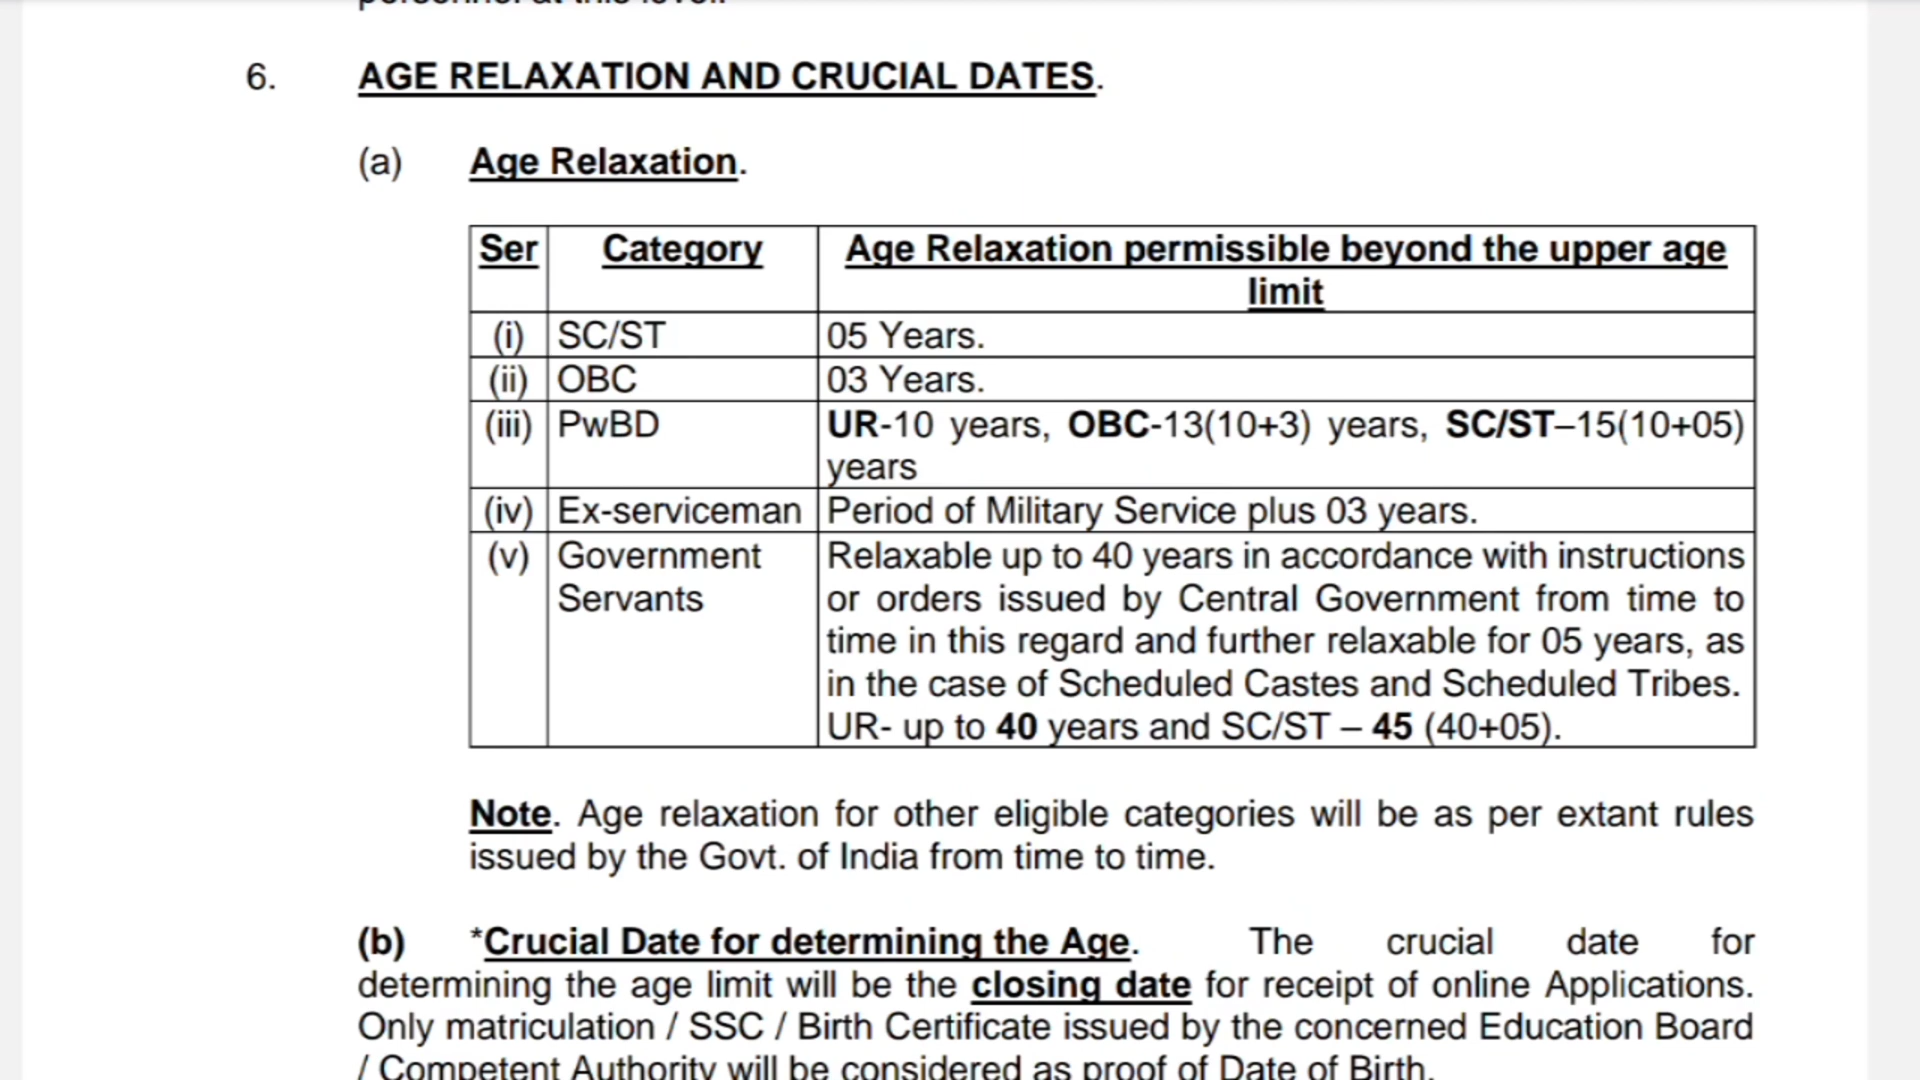 6. AGE RELAXATION AND CRUCIAL DATES.
(a) Age Relaxation.
Ser Category Age Relaxation permissible beyond the upper age
limit
(i) SC/ST 05 Years.
(ii) OBC 03 Years.
(iii) PwBD UR-10 years, OBC-13(10+3) years, SC/ST–15(10+05)
years
(iv) Ex-serviceman Period of Military Service plus 03 years.
(v) Government Relaxable up to 40 years in accordance with instructions
Servants or orders issued by Central Government from time to
time in this regard and further relaxable for 05 years, as
in the case of Scheduled Castes and Scheduled Tribes.
UR- up to 40 years and SC/ST – 45 (40+05).
Note. Age relaxation for other eligible categories will be as per extant rules
issued by the Govt. of India from time to time.
(b) *Crucial Date for determining the Age. The crucial date for
determining the age limit will be the closing date for receipt of online Applications.
Only matriculation / SSC / Birth Certificate issued by the concerned Education Board
/ Competent Authority will be considered as proof of Date of Birth.